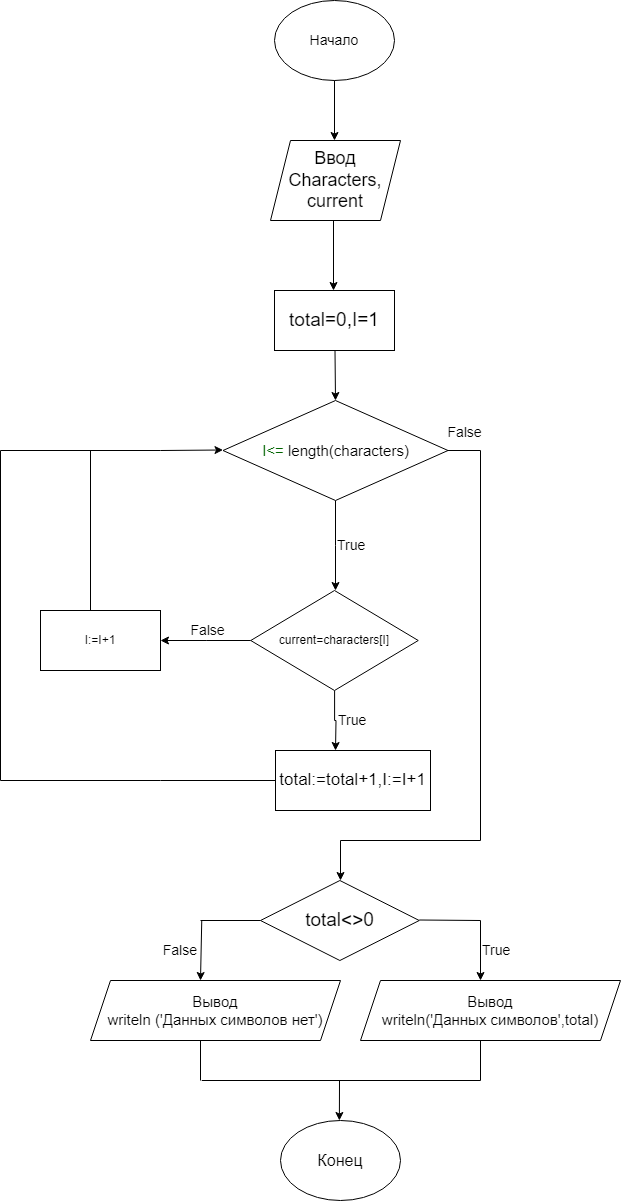 Начало
Ввод
Characters,
current
total=0,I=1
I<= length(characters)
False
True
current=characters[I]
False
I:=I+1
True
total:=total+1,I:=I+1
total<>0
False
True
Вывод
writeln ('Данных символов нет')
Вывод
writeln('Данных символов',total)
Конец